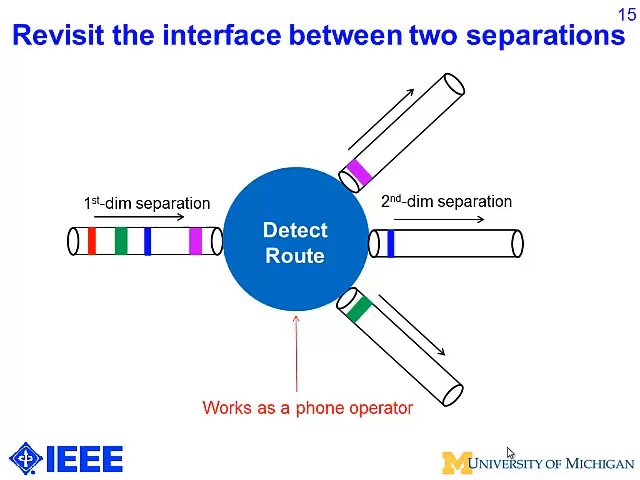 15
Revisit the interface between two separations
1st-dim separation
2nd-dim separation
Detect
Route
Works as a phone operator
IEEE
M UNIVERSITY OF MICHIGAN